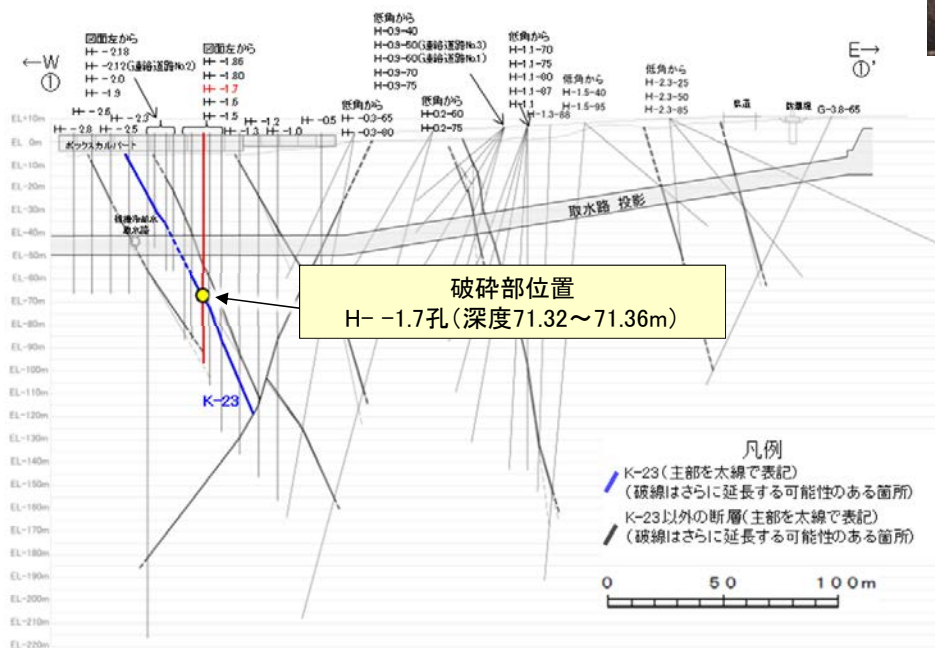 ←W
①
図面左から
H- -2.18
-2.12(連絡道路No.2)
H- -2.0
H- -1.9
図面左から
H- -1.86
H- -1.80
H- -1.7
H- -1.6
H- -1.5
低角から
H-0.9-40
H-0.9-50(連絡道路No.3)
H-0.9-60(連絡道路No.1)
H-0.9-70
H-0.9-75
低角から
H-1.1-70
H-1.1-75
H-1.1-80
H-1.1-87
H-1.1
低角から
H-1.5-40
H-1.5-95
低角から
H-2.3-25
H-2.3-50
H-2.3-85
E→
①'
H- -2.6
H- -2.3
H- -2.8
H- -2.5
H- -1.2
H- -0.5
H- -1.3
H- -1.0
低角から
H- -0.3-65
H- -0.3-80
低角から
H-0.2-60
H-0.2-75
H-1.3-88
防潮堤
G-3.8-65
ボックスカルバート
取水路 投影
破砕部位置
H- -1.7孔(深度71.32~71.36m)
K-23
EL+10m
EL 0m
EL-10m
EL-20m
EL-30m
EL-40m
EL-50m
EL-60m
EL-70m
EL-80m
EL-90m
EL-100m
EL-110m
EL-120m
EL-130m
EL-140m
EL-150m
EL-160m
EL-170m
EL-180m
EL-190m
EL-200m
EL-210m
EL-220m
凡例
K-23(主部を太線で表記)
(破線はさらに延長する可能性のある箇所)
K-23以外の断層(主部を太線で表記)
(破線はさらに延長する可能性のある箇所)
0 50 100m